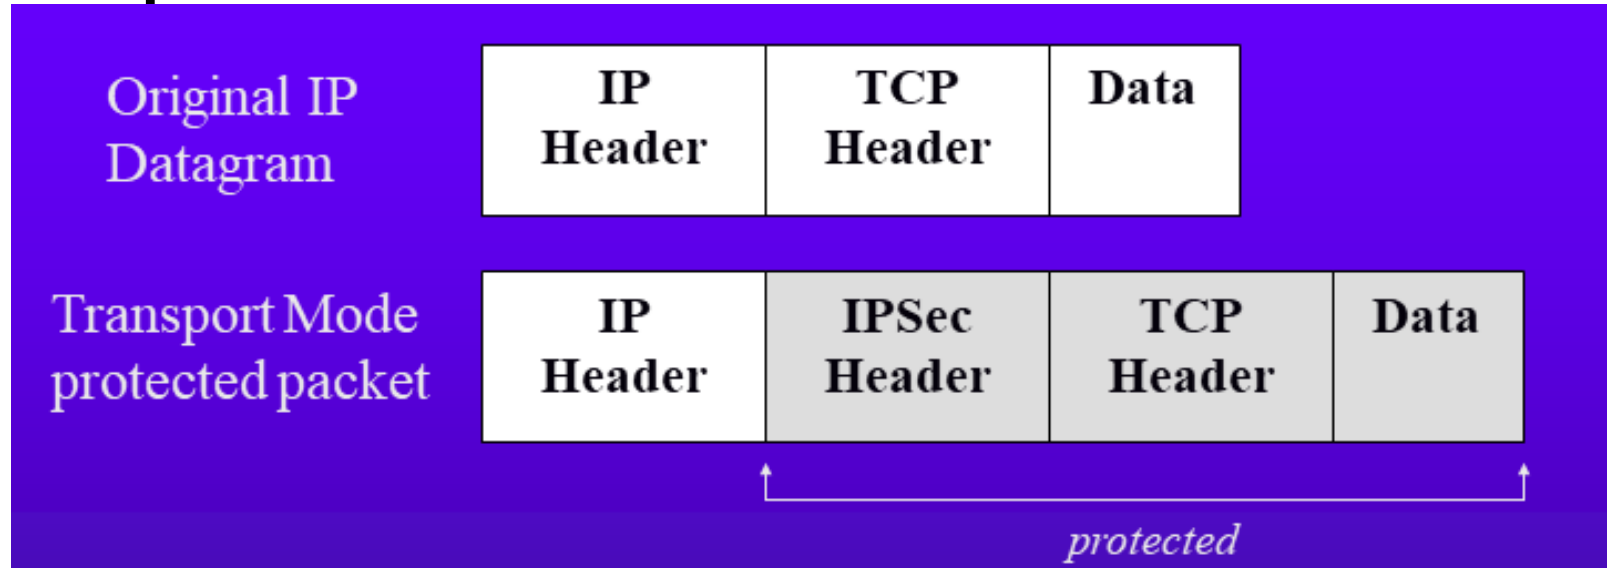 Original IP
Datagram
IP
Header
TCP
Header
Data
Transport Mode
protected packet
IP
Header
IPSec
Header
TCP
Header
Data
protected